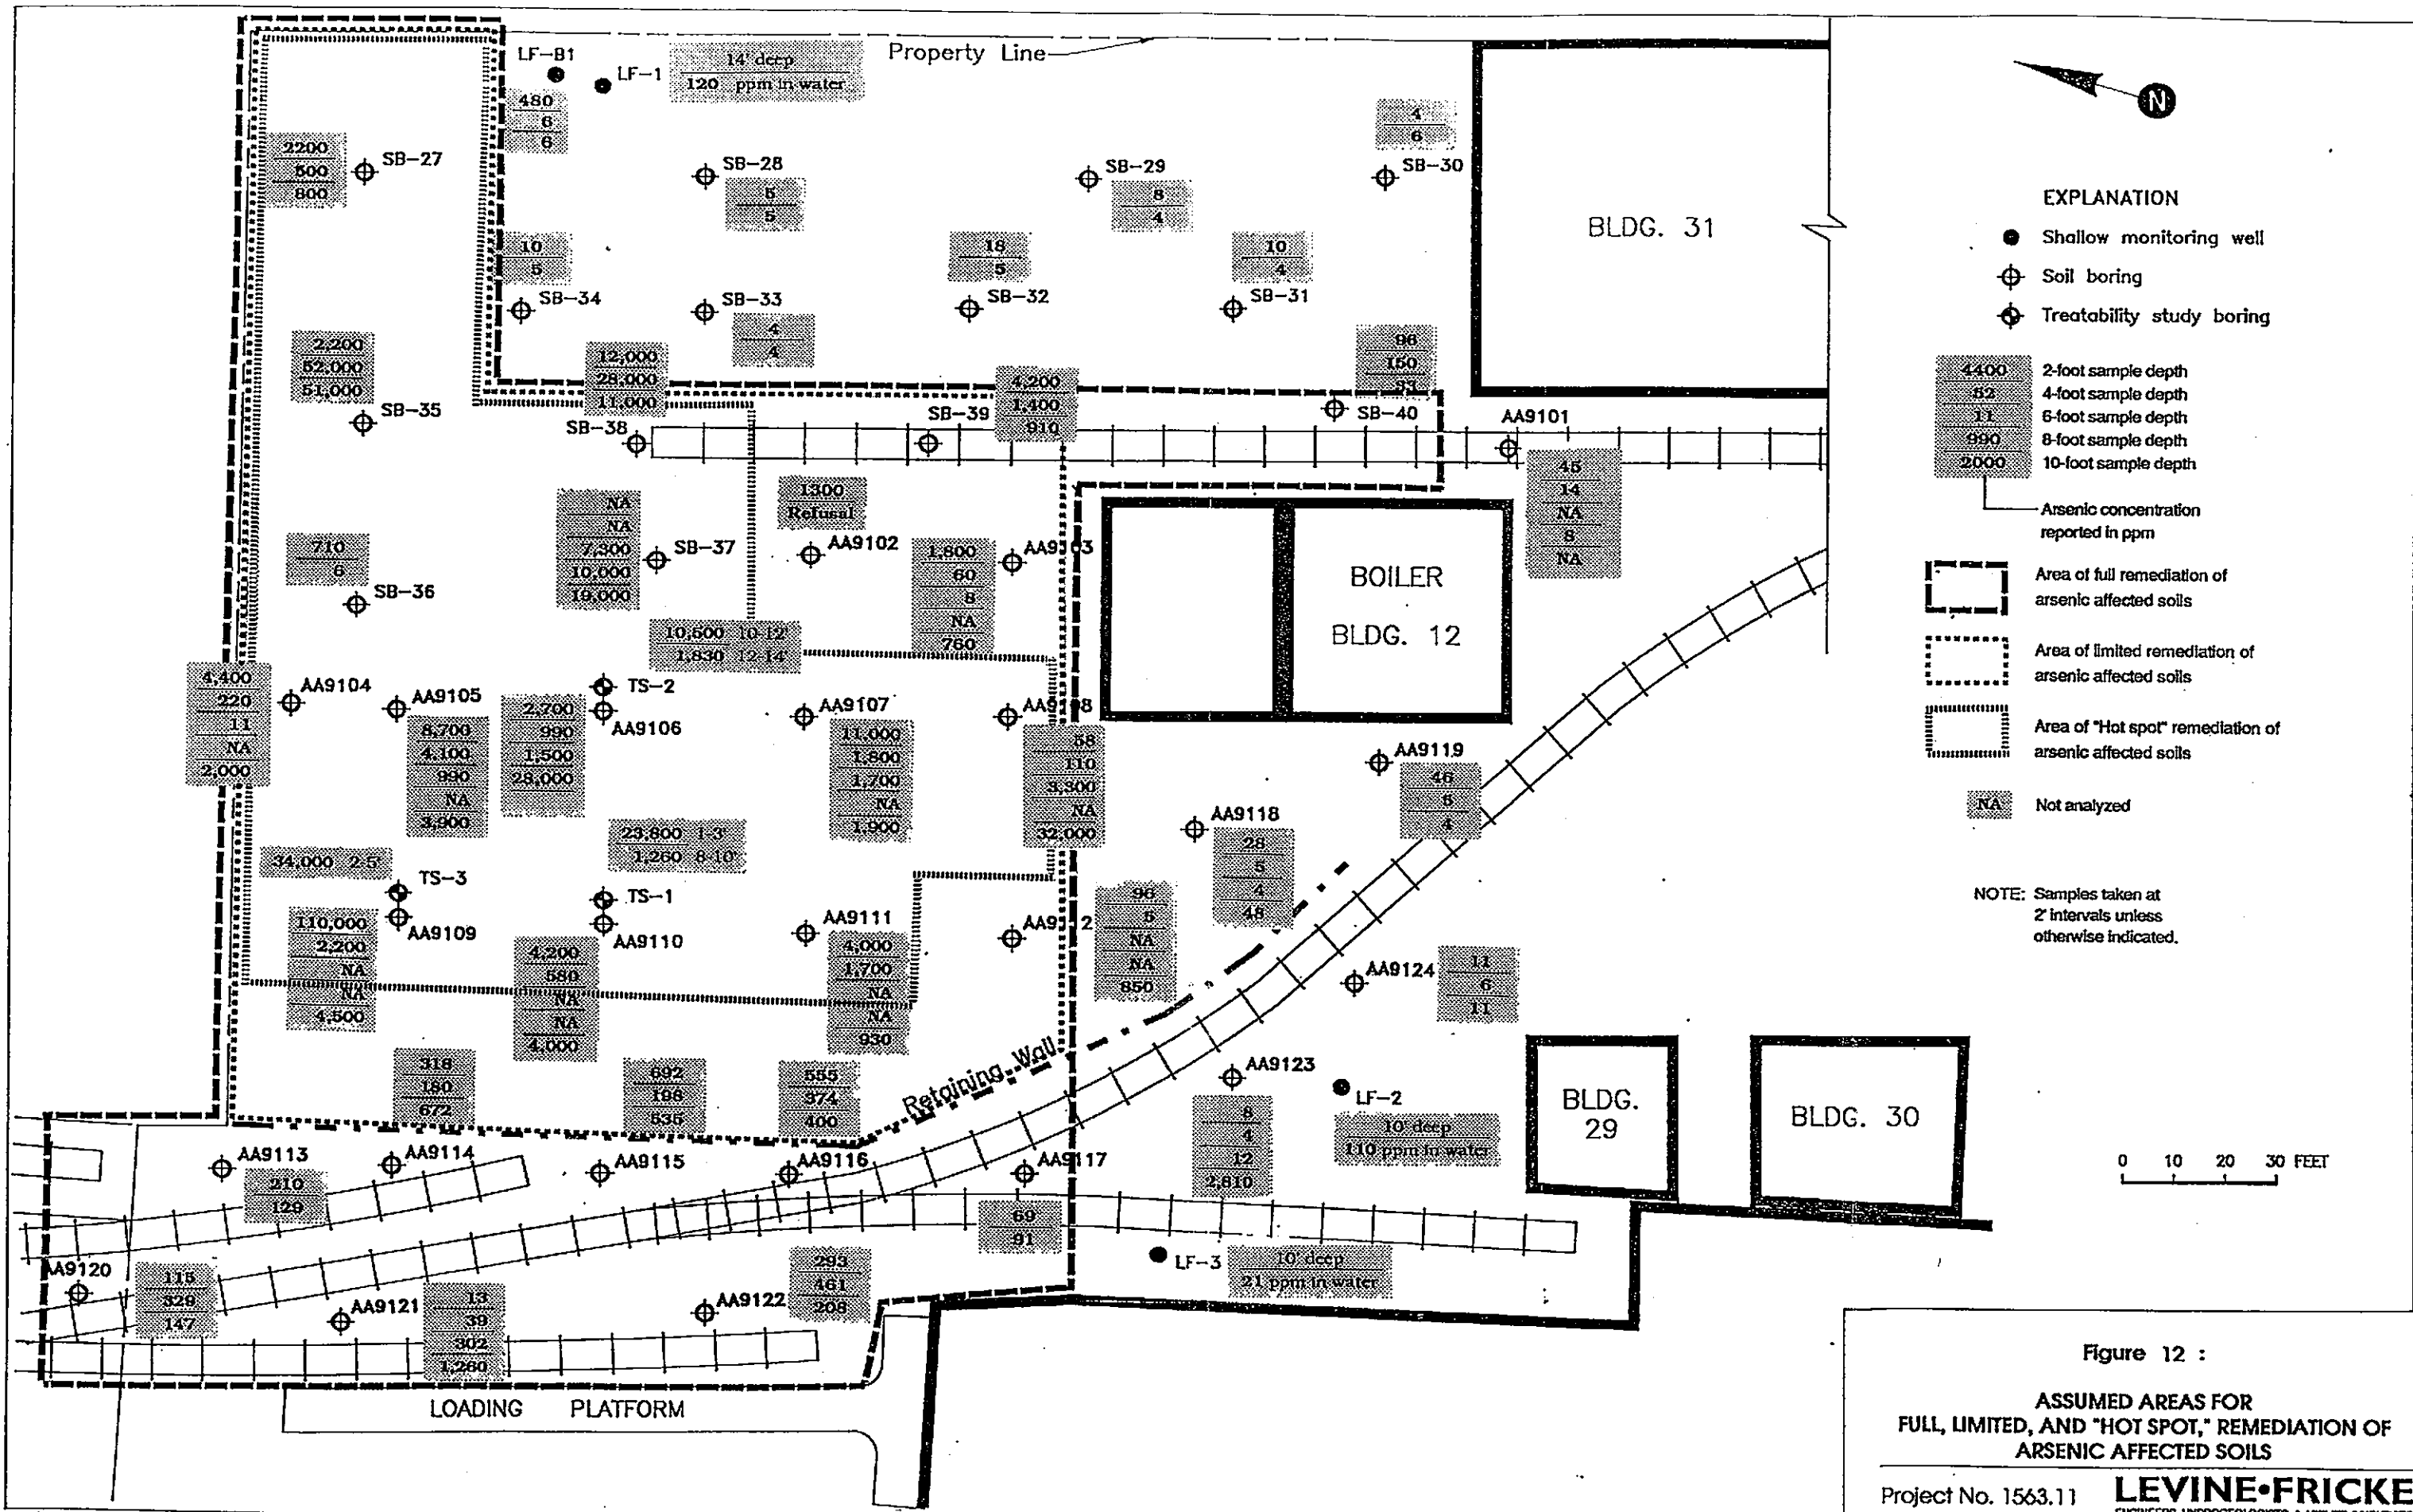 Property Line
LF-B1
LF-1
14' deep
120 ppm in water
480
6
6
4
6
2200
500
800
SB-27
SB-28
5
5
SB-29
8
4
SB-30
BLDG. 31
10
5
SB-34
SB-33
4
4
18
5
SB-32
10
4
SB-31
2,200
52,000
51,000
SB-35
12,000
28,000
11,000
SB-38
4,200
1,400
910
SB-39
96
150
93
SB-40
AA9101
45
14
NA
8
NA
710
6
SB-36
NA
NA
7,300
10,000
19,000
SB-37
1300
Refusal
AA9102
1,800
60
8
NA
760
AA9103
BOILER
BLDG. 12
10,500 10-12'
1,830 12-14'
4,400
220
11
NA
2,000
AA9104
AA9105
8,700
4,100
990
NA
3,900
TS-2
AA9106
2,700
990
1,500
28,000
AA9107
11,000
1,800
1,700
NA
1,900
AA9108
58
110
3,300
NA
32,000
AA9119
46
5
4
AA9118
28
5
4
48
34,000 2-5'
TS-3
AA9109
110,000
2,200
NA
NA
4,500
23,800 1-3'
1,260 8-10'
TS-1
AA9110
4,200
580
NA
NA
4,000
AA9111
4,000
1,700
NA
NA
930
AA9112
96
5
NA
NA
850
AA9124
11
6
11
Retaining Wall
318
180
672
692
198
535
555
374
400
AA9123
8
4
12
2,810
LF-2
10' deep
110 ppm in water
BLDG.
29
BLDG. 30
AA9113
210
129
AA9114
AA9115
AA9116
AA9117
69
91
LF-3
10' deep
21 ppm in water
AA9120
115
329
147
AA9121
13
39
302
1,260
AA9122
293
461
208
LOADING PLATFORM
N
EXPLANATION
Shallow monitoring well
Soil boring
Treatability study boring
4400 2-foot sample depth
52 4-foot sample depth
11 6-foot sample depth
990 8-foot sample depth
2000 10-foot sample depth
Arsenic concentration
reported in ppm
Area of full remediation of
arsenic affected soils
Area of limited remediation of
arsenic affected soils
Area of "Hot spot" remediation of
arsenic affected soils
NA Not analyzed
NOTE: Samples taken at
2' intervals unless
otherwise indicated.
0 10 20 30 FEET
Figure 12 :
ASSUMED AREAS FOR
FULL, LIMITED, AND "HOT SPOT," REMEDIATION OF
ARSENIC AFFECTED SOILS
Project No. 1563.11
LEVINE•FRICKE